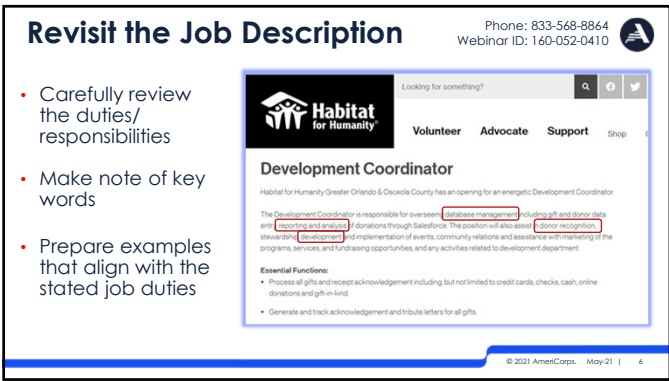 Revisit the Job Description
Phone: 833-568-8864
Webinar ID: 160-052-0410
• Carefully review
the duties/
responsibilities
• Make note of key
words
• Prepare examples
that align with the
stated job duties
Looking for something?
Habitat
for Humanity®
Volunteer Advocate Support Shop
Development Coordinator
Habitat for Humanity Greater Orlando & Osceola County has an opening for an energetic Development Coordinator.
The Development Coordinator is responsible for overseeing database management including gift and donor data
entry, reporting and analysis of donations through Salesforce. The position will also assist in donor recognition,
stewardship, development and implementation of events, community relations and assistance with marketing of the
programs, services, and fundraising opportunities, and any activities related to development department.
Essential Functions:
• Process all gifts and receipt acknowledgement including, but not limited to credit cards, checks, cash, online
donations and gift-in-kind.
• Generate and track acknowledgement and tribute letters for all gifts
© 2021 AmeriCorps. May-21 | 6